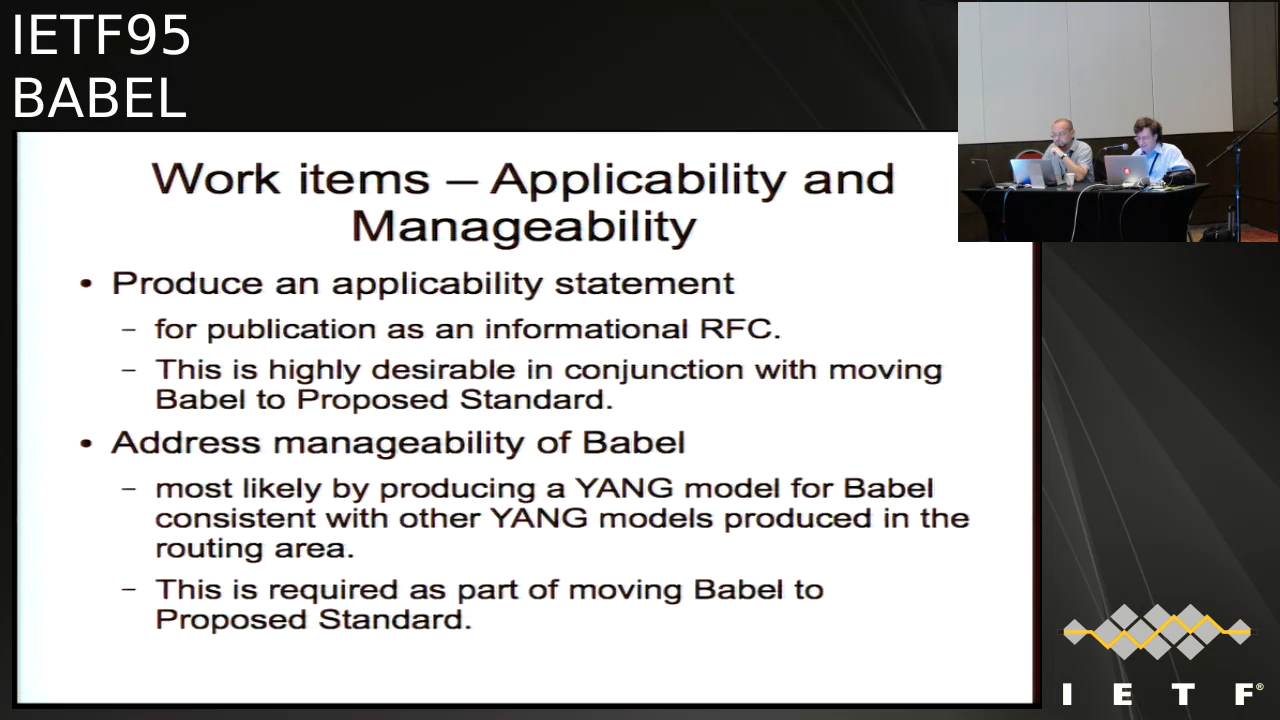 IETF95
BABEL
Work items – Applicability and
Manageability
• Produce an applicability statement
– for publication as an informational RFC.
– This is highly desirable in conjunction with moving
Babel to Proposed Standard.
• Address manageability of Babel
– most likely by producing a YANG model for Babel
consistent with other YANG models produced in the
routing area.
– This is required as part of moving Babel to
Proposed Standard.
I E T F®